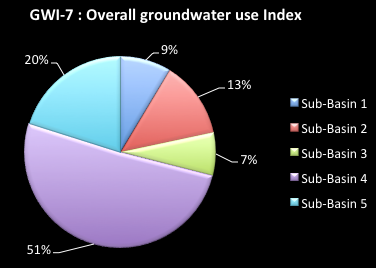 GWI-7 : Overall groundwater use Index
9%
13%
7%
51%
20%
Sub-Basin 1
Sub-Basin 2
Sub-Basin 3
Sub-Basin 4
Sub-Basin 5